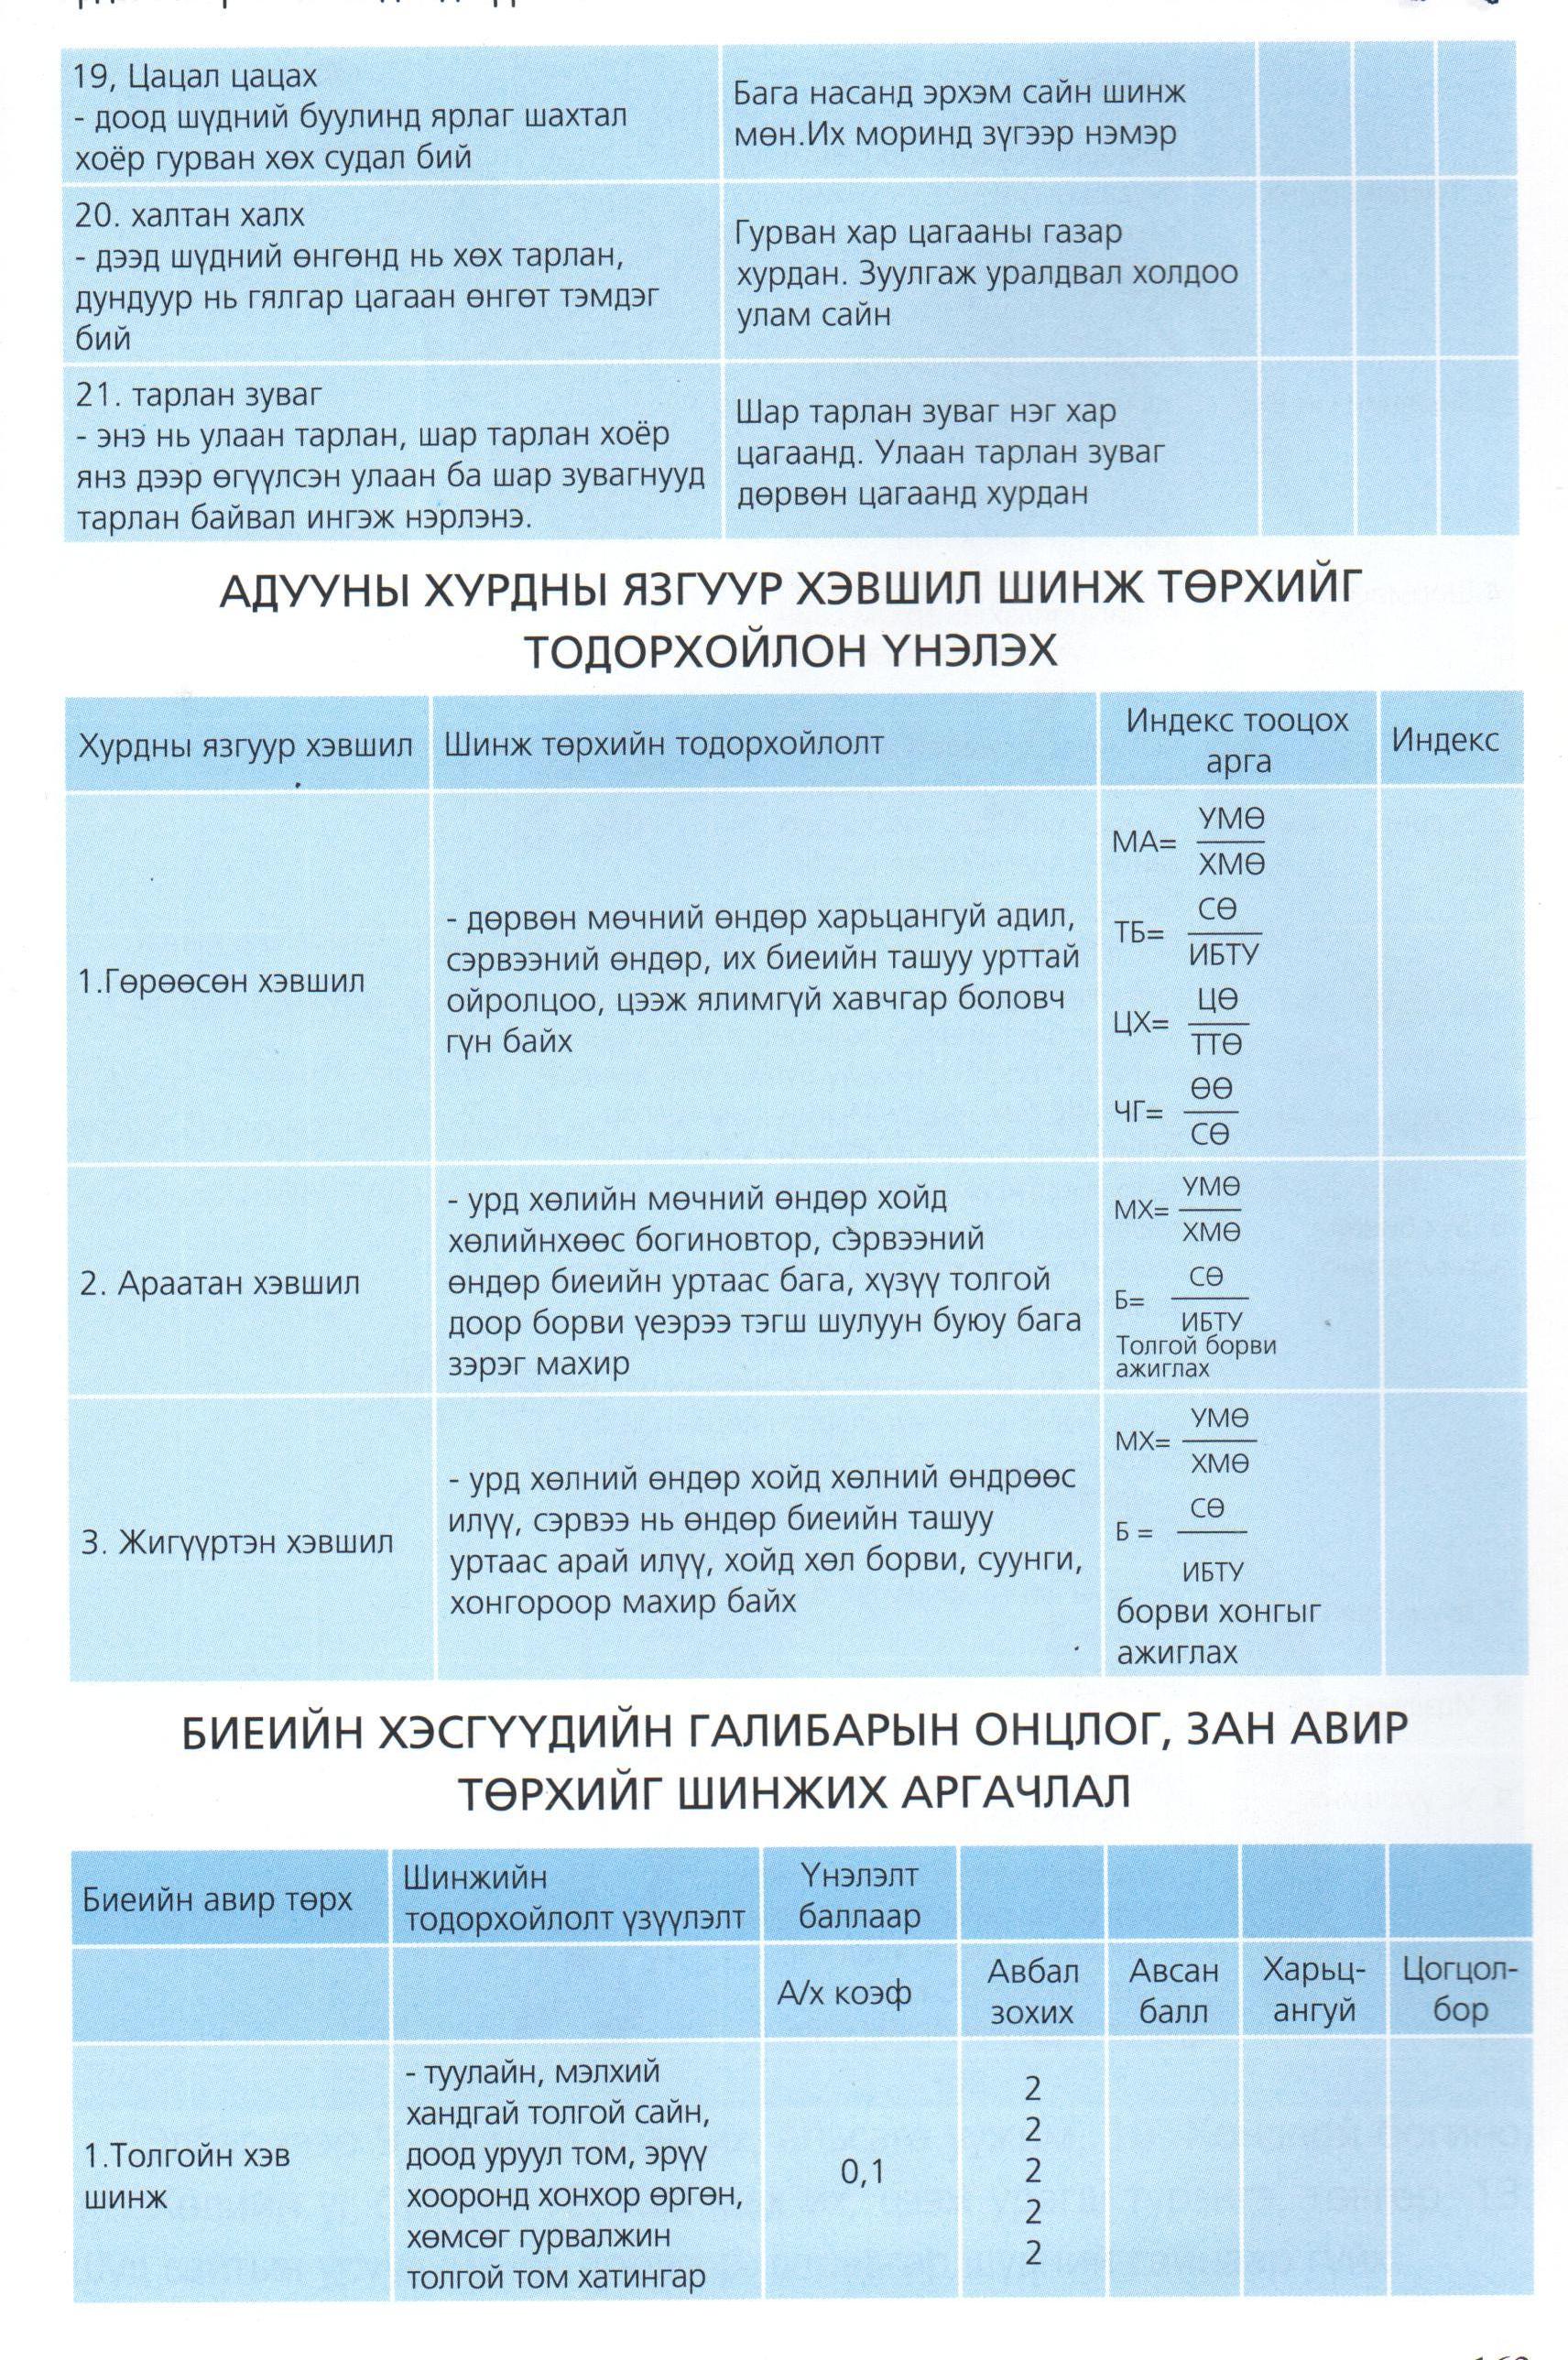 19, Цацал цацах
- доод шүдний буулинд ярлаг шахтал
хоёр гурван хөх судал бий
Бага насанд эрхэм сайн шинж
мөн.Их моринд зүгээр нэмэр
20. халтан халх
- дээд шүдний өнгөнд нь хөх тарлан,
дундуур нь гялгар цагаан өнгөт тэмдэг
бий
Гурван хар цагааны газар
хурдан. Зуулгаж уралдвал холдоо
улам сайн
21. тарлан зуваг
- энэ нь улаан тарлан, шар тарлан хоёр
янз дээр өгүүлсэн улаан ба шар зувагнууд
тарлан байвал ингэж нэрлэнэ.
Шар тарлан зуваг нэг хар
цагаанд. Улаан тарлан зуваг
дөрвөн цагаанд хурдан
АДУУНЫ ХУРДНЫ ЯЗГУУР ХЭВШИЛ ШИНЖ ТӨРХИЙГ
ТОДОРХОЙЛОН ҮНЭЛЭХ
Хурдны язгуур хэвшил
Шинж төрхийн тодорхойлолт
Индекс тооцох
арга
Индекс
1.Гөрөөсөн хэвшил
- дөрвөн мөчний өндөр харьцангуй адил,
сэрвээний өндөр, их биеийн ташуу урттай
ойролцоо, цээж ялимгүй хавчгар боловч
гүн байх
УМӨ
МА=
ХМӨ
СӨ
ТБ=
ИБТУ
ЦӨ
ЦХ=
ТТӨ
ӨӨ
ЧГ=
СӨ
2. Араатан хэвшил
- урд хөлийн мөчний өндөр хойд
хөлийнхөөс богиновтор, сэрвээний
өндөр биеийн уртаас бага, хүзүү толгой
доор борви үеэрээ тэгш шулуун буюу бага
зэрэг махир
УМӨ
МХ=
ХМӨ
СӨ
Б=
ИБТУ
Толгой борви
ажиглах
3. Жигүүртэн хэвшил
- урд хөлний өндөр хойд хөлний өндрөөс
илүү, сэрвээ нь өндөр биеийн ташуу
уртаас арай илүү, хойд хөл борви, суунги,
хонгороор махир байх
УМӨ
МХ=
ХМӨ
СӨ
Б =
ИБТУ
борви хонгыг
ажиглах
БИЕИЙН ХЭСГҮҮДИЙН ГАЛИБАРЫН ОНЦЛОГ, ЗАН АВИР
ТӨРХИЙГ ШИНЖИХ АРГАЧЛАЛ
Биеийн авир төрх
Шинжийн
тодорхойлолт үзүүлэлт
Үнэлэлт
баллаар
А/х коэф
Авбал
зохих
Авсан
балл
Харьц-
ангуй
Цогцол-
бор
1.Толгойн хэв
шинж
- туулайн, мэлхий
хандгай толгой сайн,
доод уруул том, эрүү
хооронд хонхор өргөн,
хөмсөг гурвалжин
толгой том хатингар
0,1
2
2
2
2
2